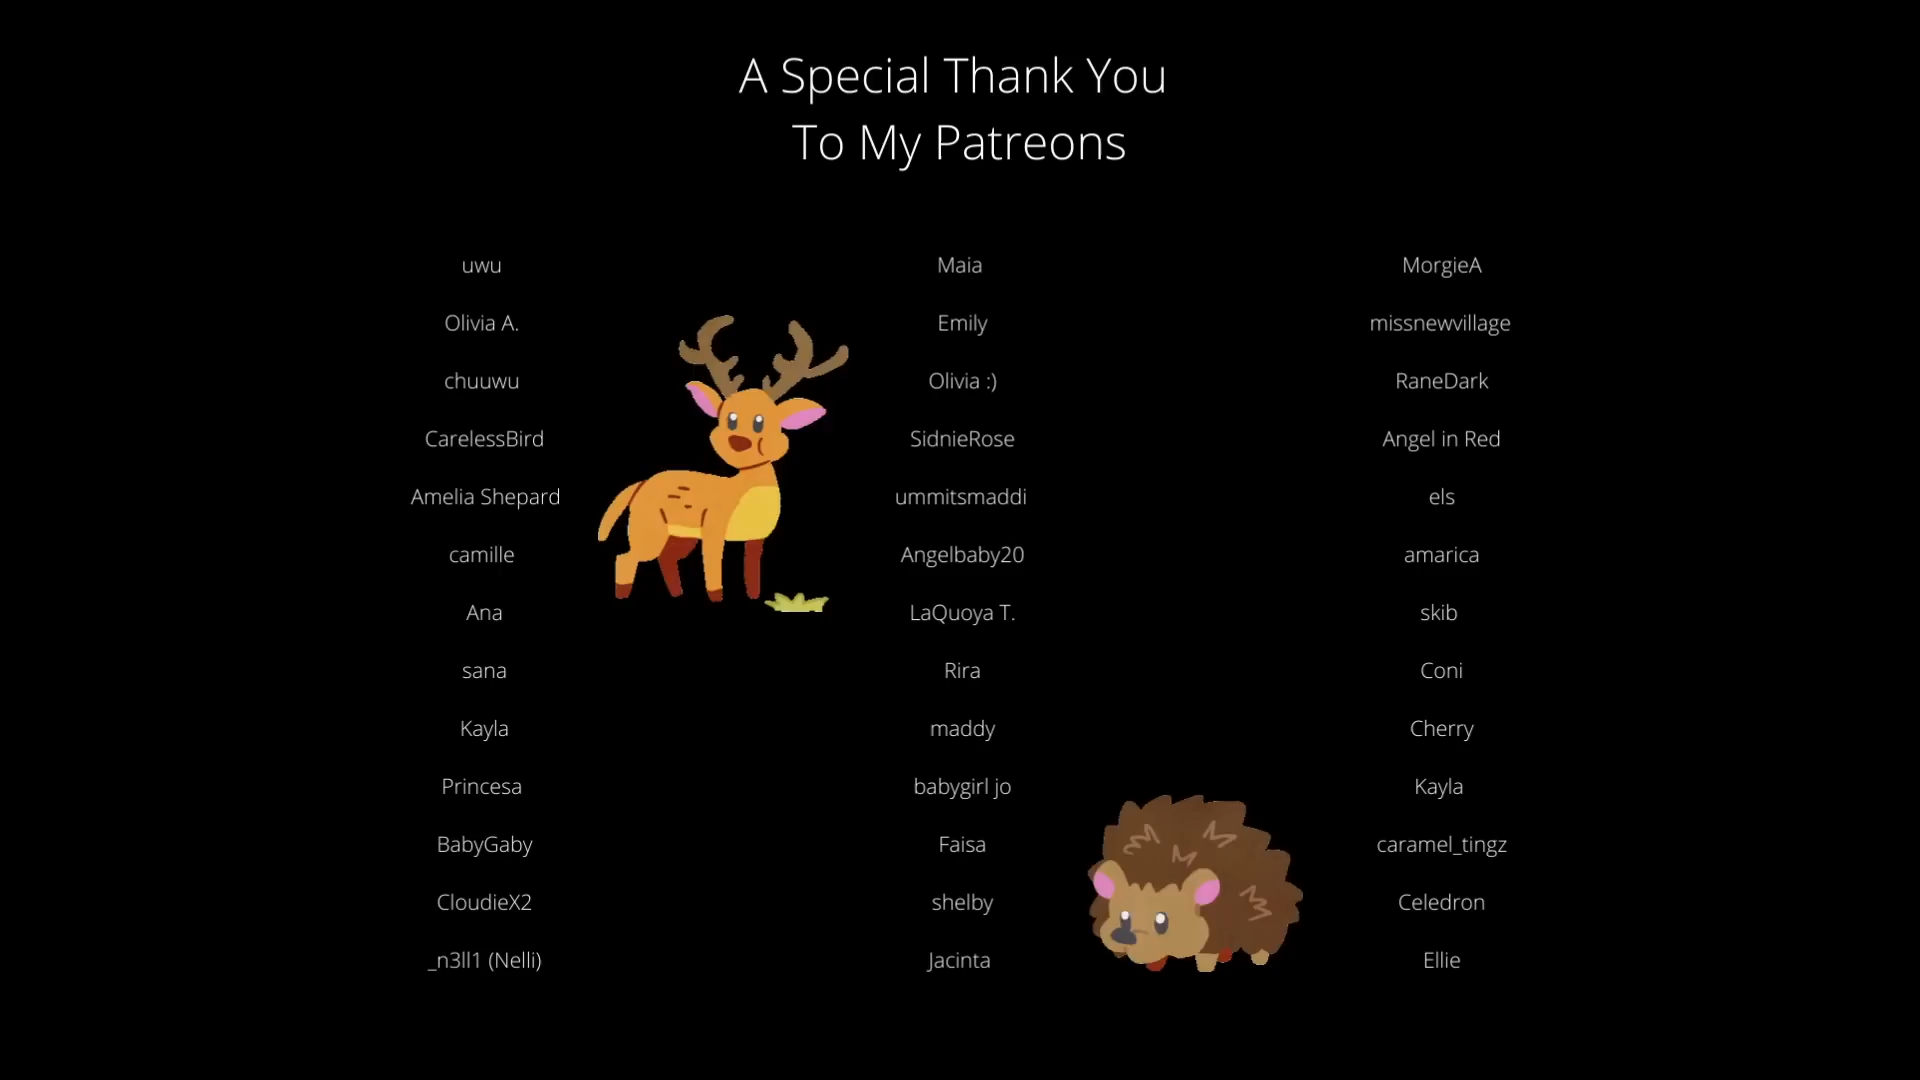 A Special Thank You
To My Patreons
uwu
Olivia A.
chuuwu
CarelessBird
Amelia Shepard
camille
Ana
sana
Kayla
Princesa
BabyGaby
CloudieX2
_n3ll1 (Nelli)
Maia
Emily
Olivia :)
SidnieRose
ummitsmaddi
Angelbaby20
LaQuoya T.
Rira
maddy
babygirl jo
Faisa
shelby
Jacinta
MorgieA
missnewvillage
RaneDark
Angel in Red
els
amarica
skib
Coni
Cherry
Kayla
caramel_tingz
Celedron
Ellie